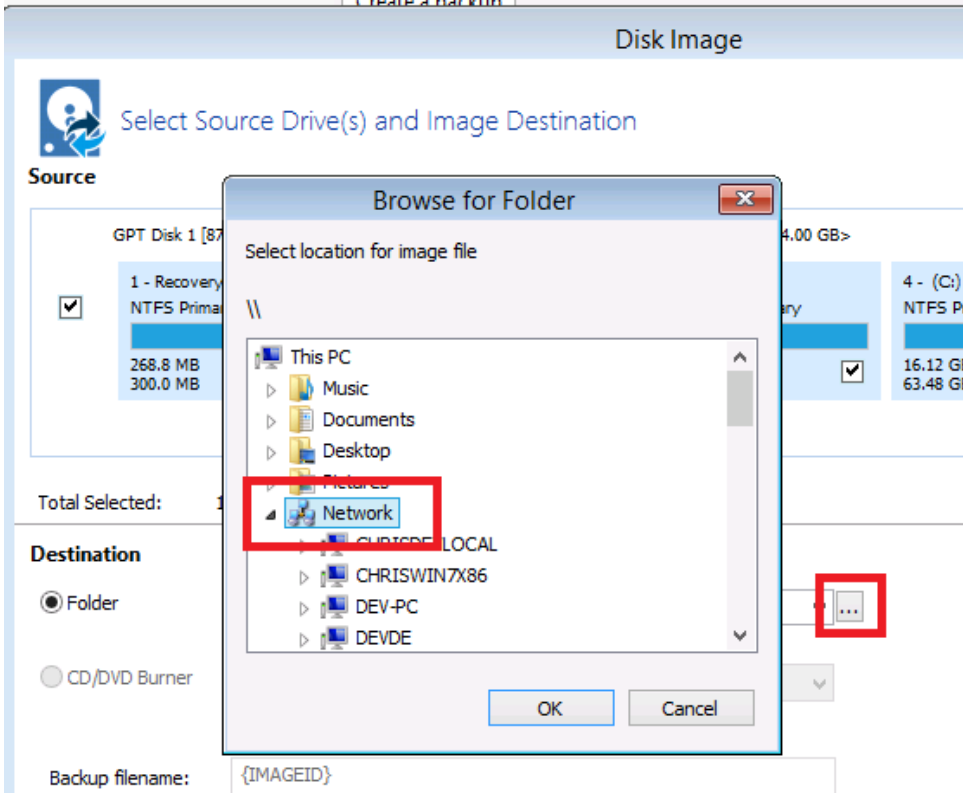 Create a backup
Disk Image
Select Source Drive(s) and Image Destination
Source
Browse for Folder
GPT Disk 1 [87
4.00 GB>
Select location for image file
1 - Recovery
NTFS Prima
ary
4 - (C:)
NTFS P
\\
268.8 MB
300.0 MB
16.12 G
63.48 G
This PC
Music
Documents
Desktop
Pictures
Network
CHRISWIN7X86
DEV-PC
DEVDE
Total Selected:
Destination
Folder
...
CD/DVD Burner
OK
Cancel
Backup filename:
{IMAGEID}